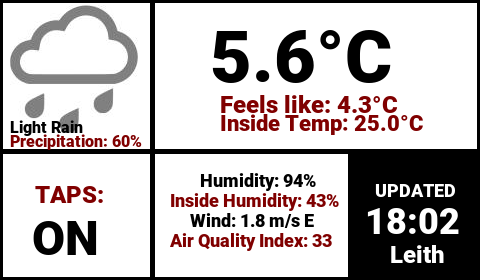 Light Rain
Precipitation: 60%
5.6°C
Feels like: 4.3°C
Inside Temp: 25.0°C
TAPS:
ON
Humidity: 94%
Inside Humidity: 43%
Wind: 1.8 m/s E
Air Quality Index: 33
UPDATED
18:02
Leith